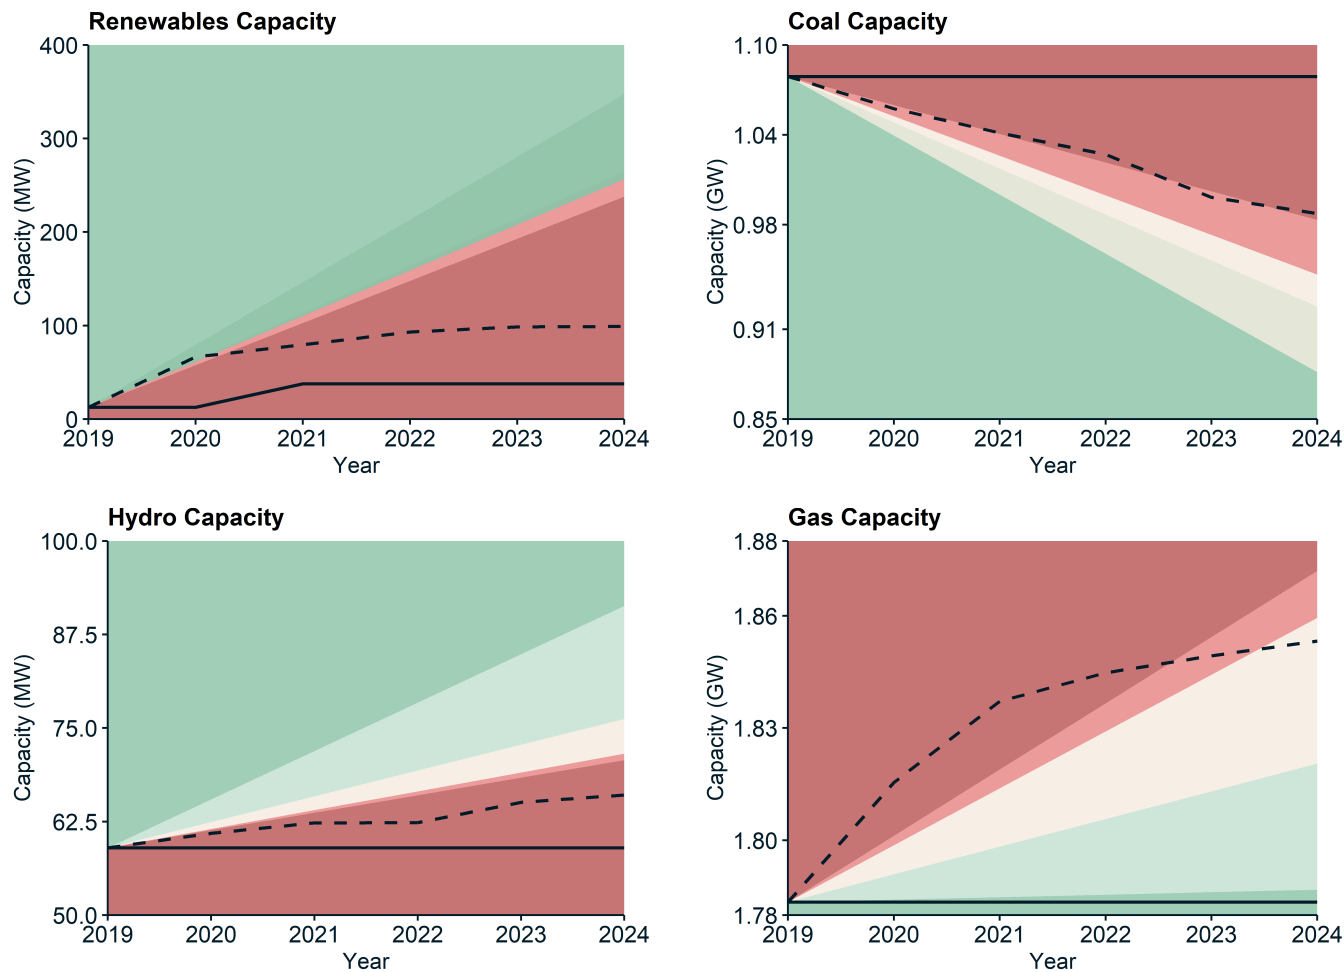 Renewables Capacity
Capacity (MW)
400
300
200
100
0
2019 2020 2021 2022 2023 2024
Year
Coal Capacity
Capacity (GW)
1.10
1.04
0.98
0.91
0.85
2019 2020 2021 2022 2023 2024
Year
Hydro Capacity
Capacity (MW)
100.0
87.5
75.0
62.5
50.0
2019 2020 2021 2022 2023 2024
Year
Gas Capacity
Capacity (GW)
1.88
1.86
1.83
1.80
1.78
2019 2020 2021 2022 2023 2024
Year